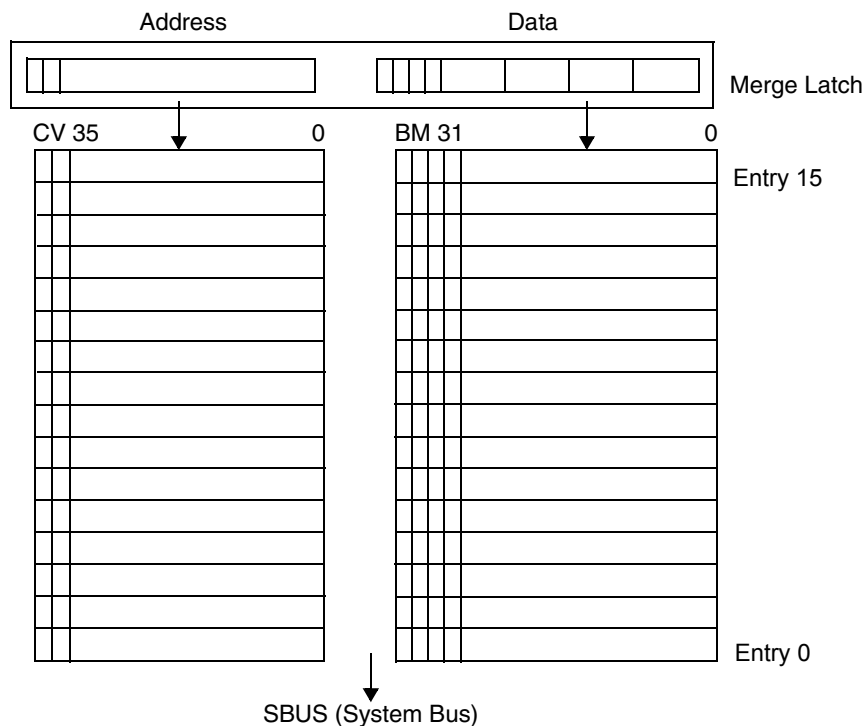 Address Data
Merge Latch
CV 35 0 BM 31 0
Entry 15
Entry 0
SBUS (System Bus)